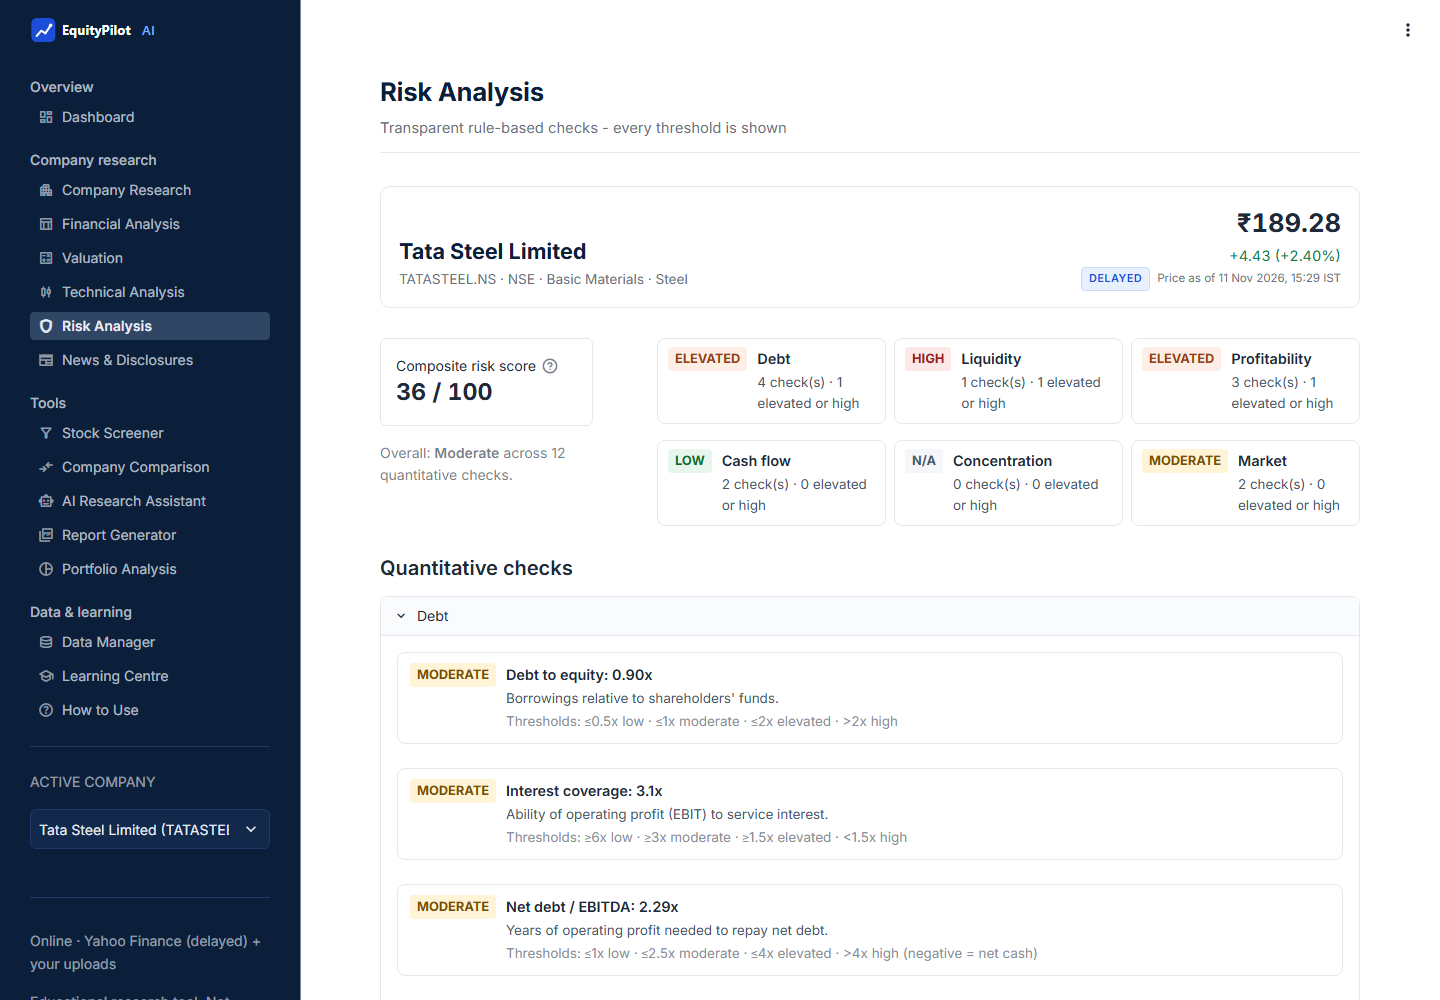 EquityPilot AI
Overview
Dashboard
Company research
Company Research
Financial Analysis
Valuation
Technical Analysis
Risk Analysis
News & Disclosures
Tools
Stock Screener
Company Comparison
AI Research Assistant
Report Generator
Portfolio Analysis
Data & learning
Data Manager
Learning Centre
How to Use
ACTIVE COMPANY
Tata Steel Limited (TATASTEE
Online · Yahoo Finance (delayed) +
your uploads
Educational research tool. Not
Risk Analysis
Transparent rule-based checks - every threshold is shown
Tata Steel Limited
TATASTEEL.NS · NSE · Basic Materials · Steel
₹189.28
+4.43 (+2.40%)
DELAYED Price as of 11 Nov 2026, 15:29 IST
Composite risk score
36 / 100
Overall: Moderate across 12
quantitative checks.
ELEVATED Debt
4 check(s) · 1
elevated or high
HIGH Liquidity
1 check(s) · 1 elevated
or high
ELEVATED Profitability
3 check(s) · 1
elevated or high
LOW Cash flow
2 check(s) · 0 elevated
or high
N/A Concentration
0 check(s) · 0 elevated
or high
MODERATE Market
2 check(s) · 0
elevated or high
Quantitative checks
Debt
MODERATE Debt to equity: 0.90x
Borrowings relative to shareholders' funds.
Thresholds: ≤0.5x low · ≤1x moderate · ≤2x elevated · >2x high
MODERATE Interest coverage: 3.1x
Ability of operating profit (EBIT) to service interest.
Thresholds: ≥6x low · ≥3x moderate · ≥1.5x elevated · <1.5x high
MODERATE Net debt / EBITDA: 2.29x
Years of operating profit needed to repay net debt.
Thresholds: ≤1x low · ≤2.5x moderate · ≤4x elevated · >4x high (negative = net cash)